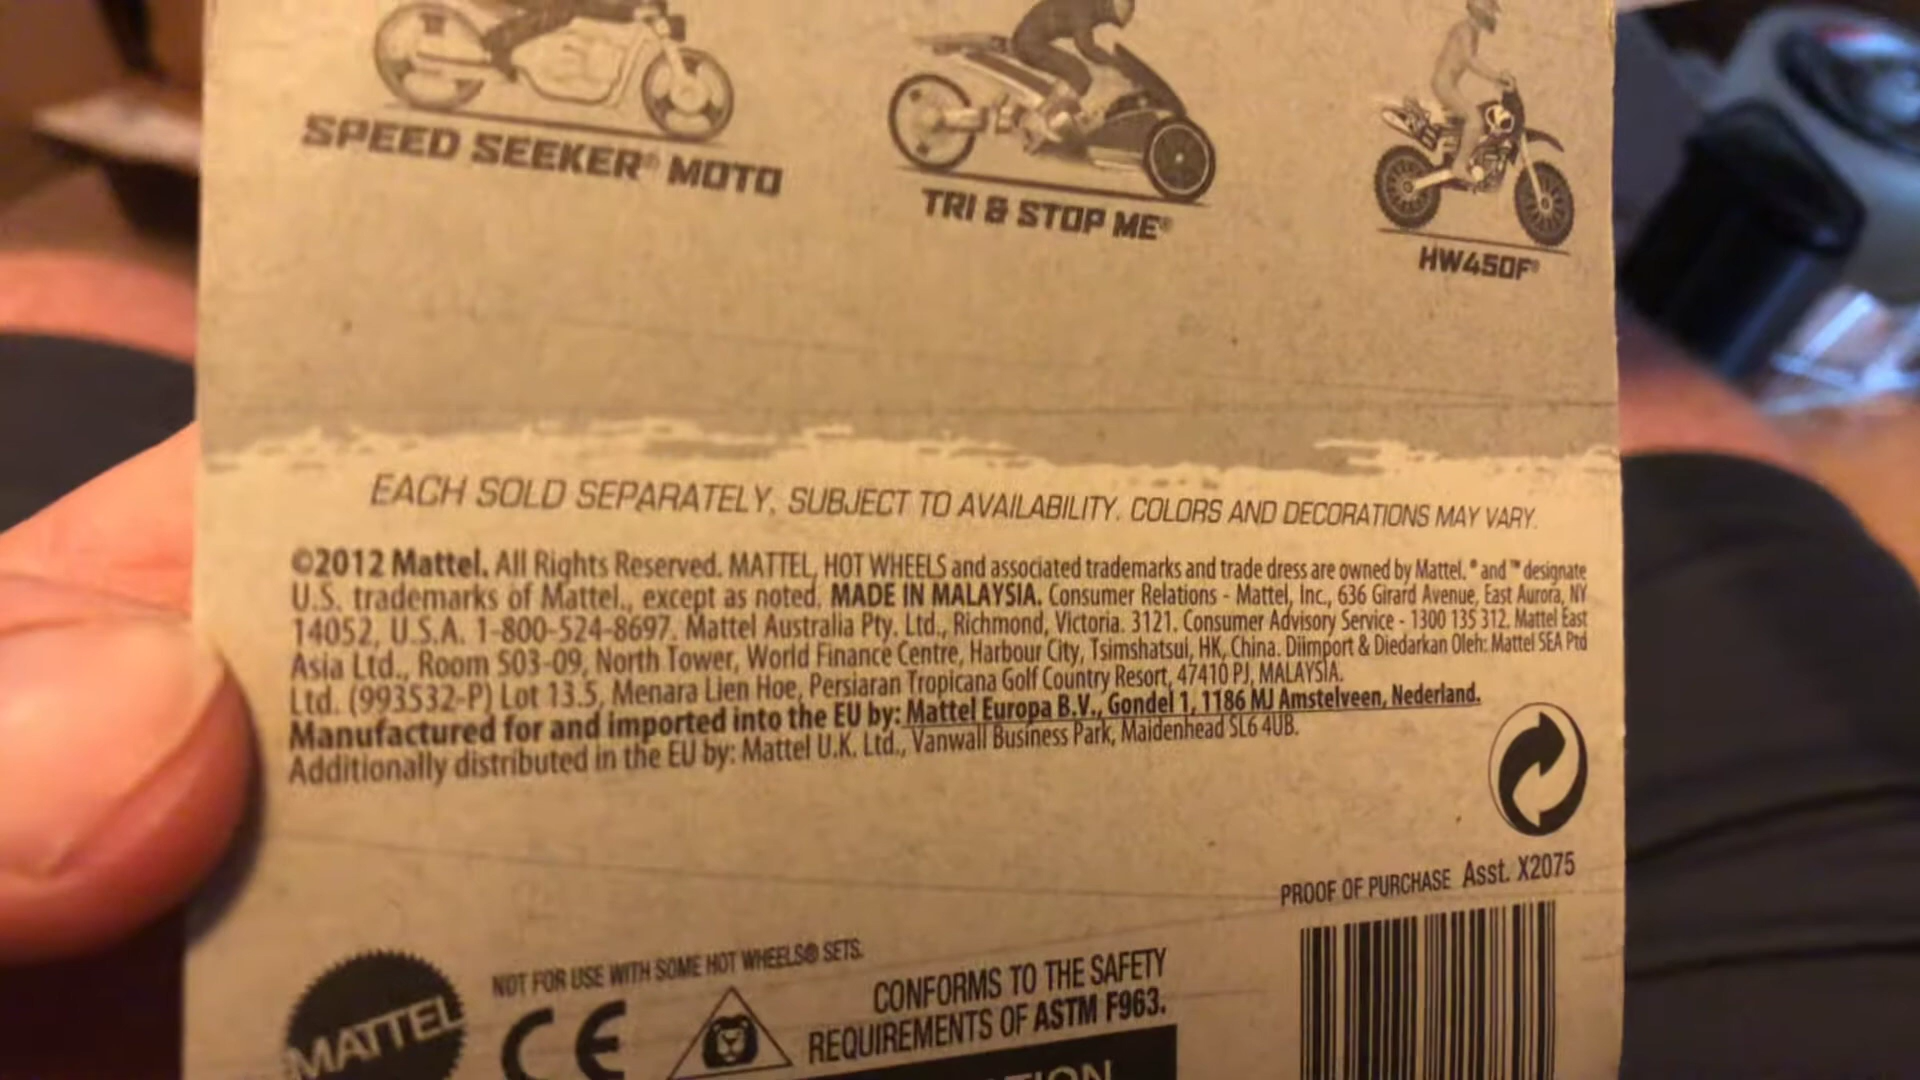 SPEED SEEKER® MOTO
TRI & STOP ME®
HW450F®
EACH SOLD SEPARATELY, SUBJECT TO AVAILABILITY. COLORS AND DECORATIONS MAY VARY.
©2012 Mattel. All Rights Reserved. MATTEL, HOT WHEELS and associated trademarks and trade dress are owned by Mattel. ® and ™ designate
U.S. trademarks of Mattel., except as noted. MADE IN MALAYSIA. Consumer Relations - Mattel, Inc., 636 Girard Avenue, East Aurora, NY
14052, U.S.A. 1-800-524-8697. Mattel Australia Pty. Ltd., Richmond, Victoria. 3121. Consumer Advisory Service - 1300 135 312. Mattel East
Asia Ltd., Room 503-09, North Tower, World Finance Centre, Harbour City, Tsimshatsui, HK, China. Diimport & Diedarkan Oleh: Mattel SEA Ptd
Ltd. (993532-P) Lot 13.5, Menara Lien Hoe, Persiaran Tropicana Golf Country Resort, 47410 PJ, MALAYSIA.
Manufactured for and imported into the EU by: Mattel Europa B.V., Gondel 1, 1186 MJ Amstelveen, Nederland.
Additionally distributed in the EU by: Mattel U.K. Ltd., Vanwall Business Park, Maidenhead SL6 4UB.
PROOF OF PURCHASE Asst. X2075
NOT FOR USE WITH SOME HOT WHEELS® SETS.
MATTEL
CE
CONFORMS TO THE SAFETY
REQUIREMENTS OF ASTM F963.